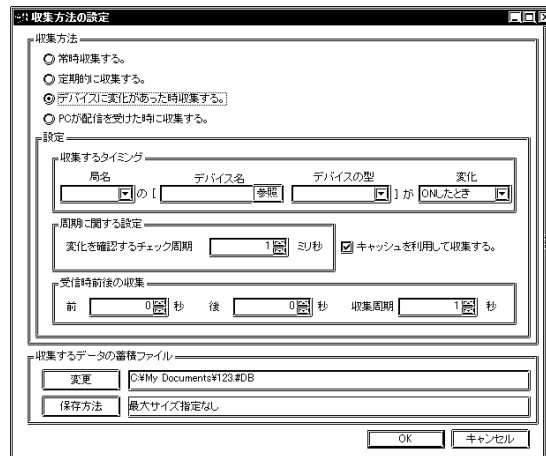 収集方法の設定
収集方法
常時収集する。
定期的に収集する。
デバイスに変化があった時収集する。
PCが配信を受けた時に収集する。
設定
収集するタイミング
局名 デバイス名 デバイスの型 変化
の [ 参照 ] が ONしたとき
周期に関する設定
変化を確認するチェック周期 1 ミリ秒 キャッシュを利用して収集する。
受信時前後の収集
前 0 秒 後 0 秒 収集周期 1 秒
収集するデータの蓄積ファイル
変更 C:¥My Documents¥123.#DB
保存方法 最大サイズ指定なし
OK キャンセル